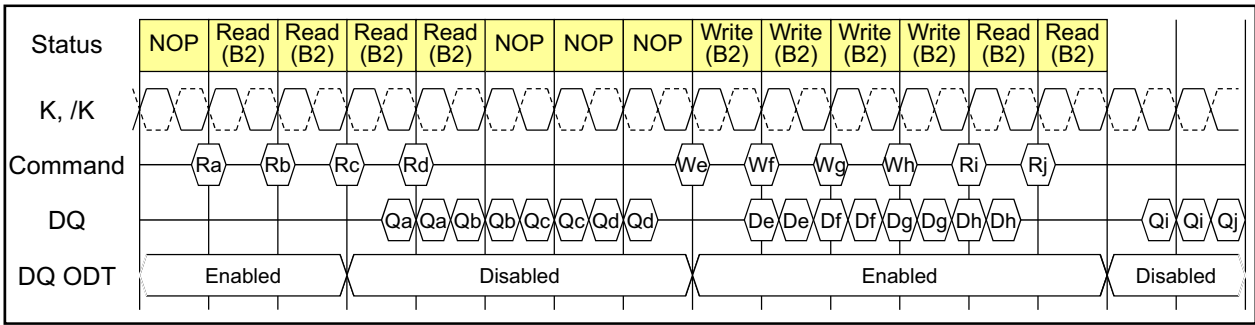 Status NOP Read (B2) Read (B2) Read (B2) Read (B2) NOP NOP NOP Write (B2) Write (B2) Write (B2) Write (B2) Read (B2) Read (B2)
K, /K
Command Ra Rb Rc Rd We Wf Wg Wh Ri Rj
DQ Qa Qa Qb Qb Qc Qc Qd Qd De De Df Df Dg Dg Dh Dh Qi Qi Qj
DQ ODT Enabled Disabled Enabled Disabled